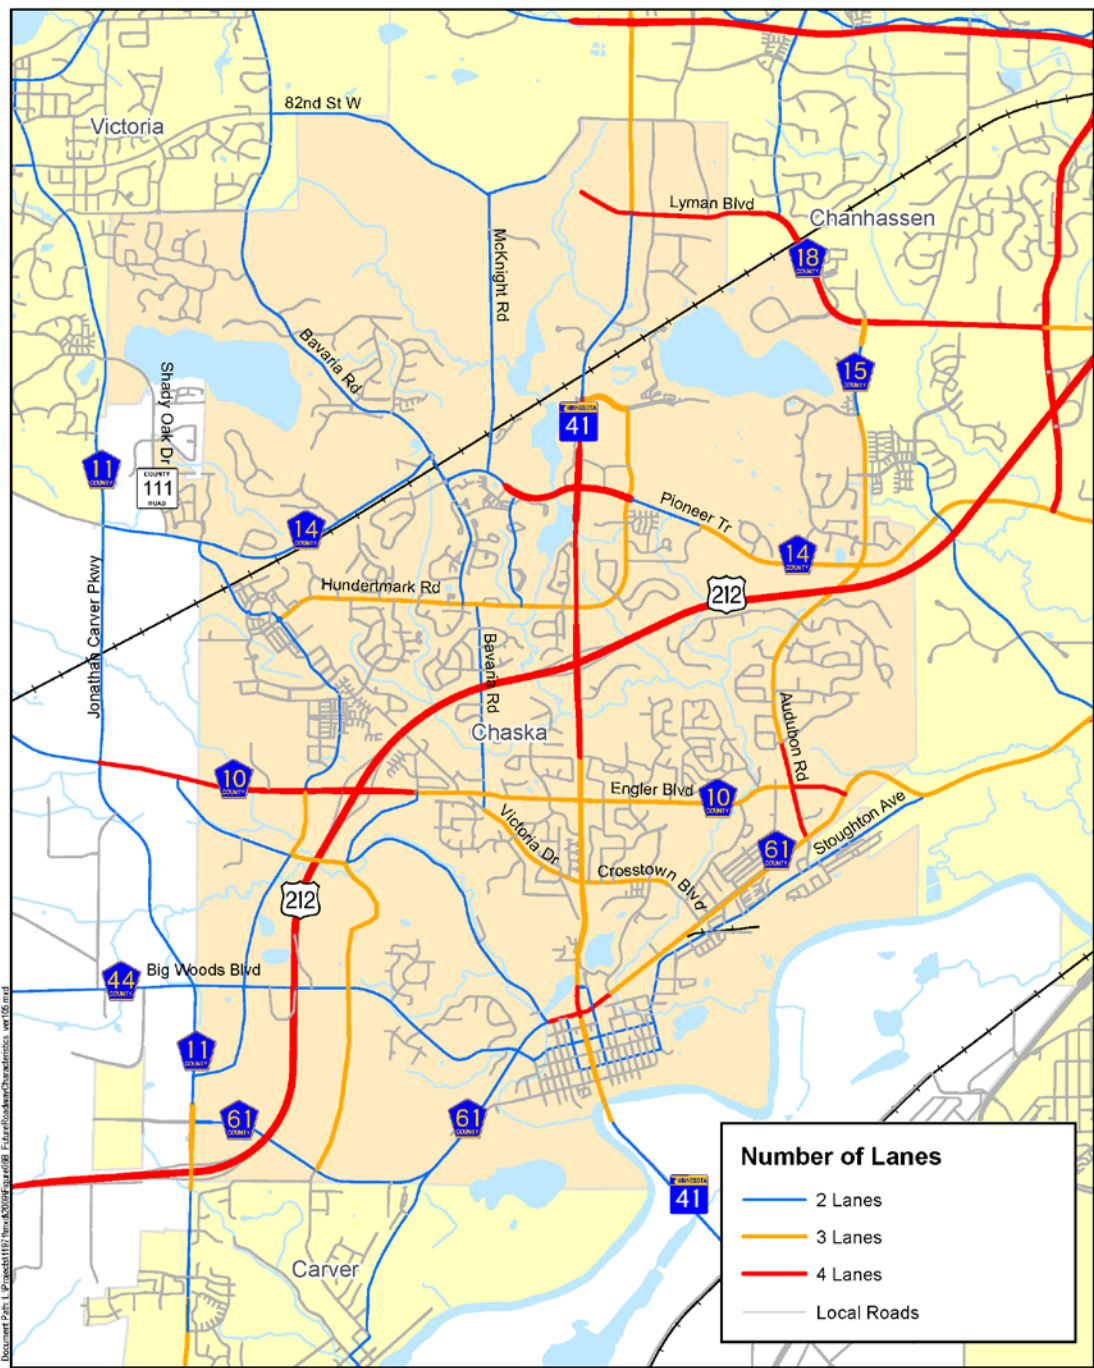 82nd St W
Victoria
Lyman Blvd
Chanhassen
18
COUNTY
McKnight Rd
Bavaria Rd
Shady Oak Dr
15
COUNTY
MINNESOTA
41
11
COUNTY
COUNTY
111
ROAD
14
COUNTY
Pioneer Tr
14
COUNTY
Hundertmark Rd
212
Jonathan Carver Pkwy
Bavaria Rd
Chaska
Audubon Rd
10
COUNTY
Engler Blvd
10
COUNTY
Victoria Dr
Stoughton Ave
61
COUNTY
Crosstown Blvd
212
Big Woods Blvd
44
COUNTY
11
COUNTY
61
COUNTY
61
COUNTY
MINNESOTA
41
Carver
Number of Lanes
2 Lanes
3 Lanes
4 Lanes
Local Roads